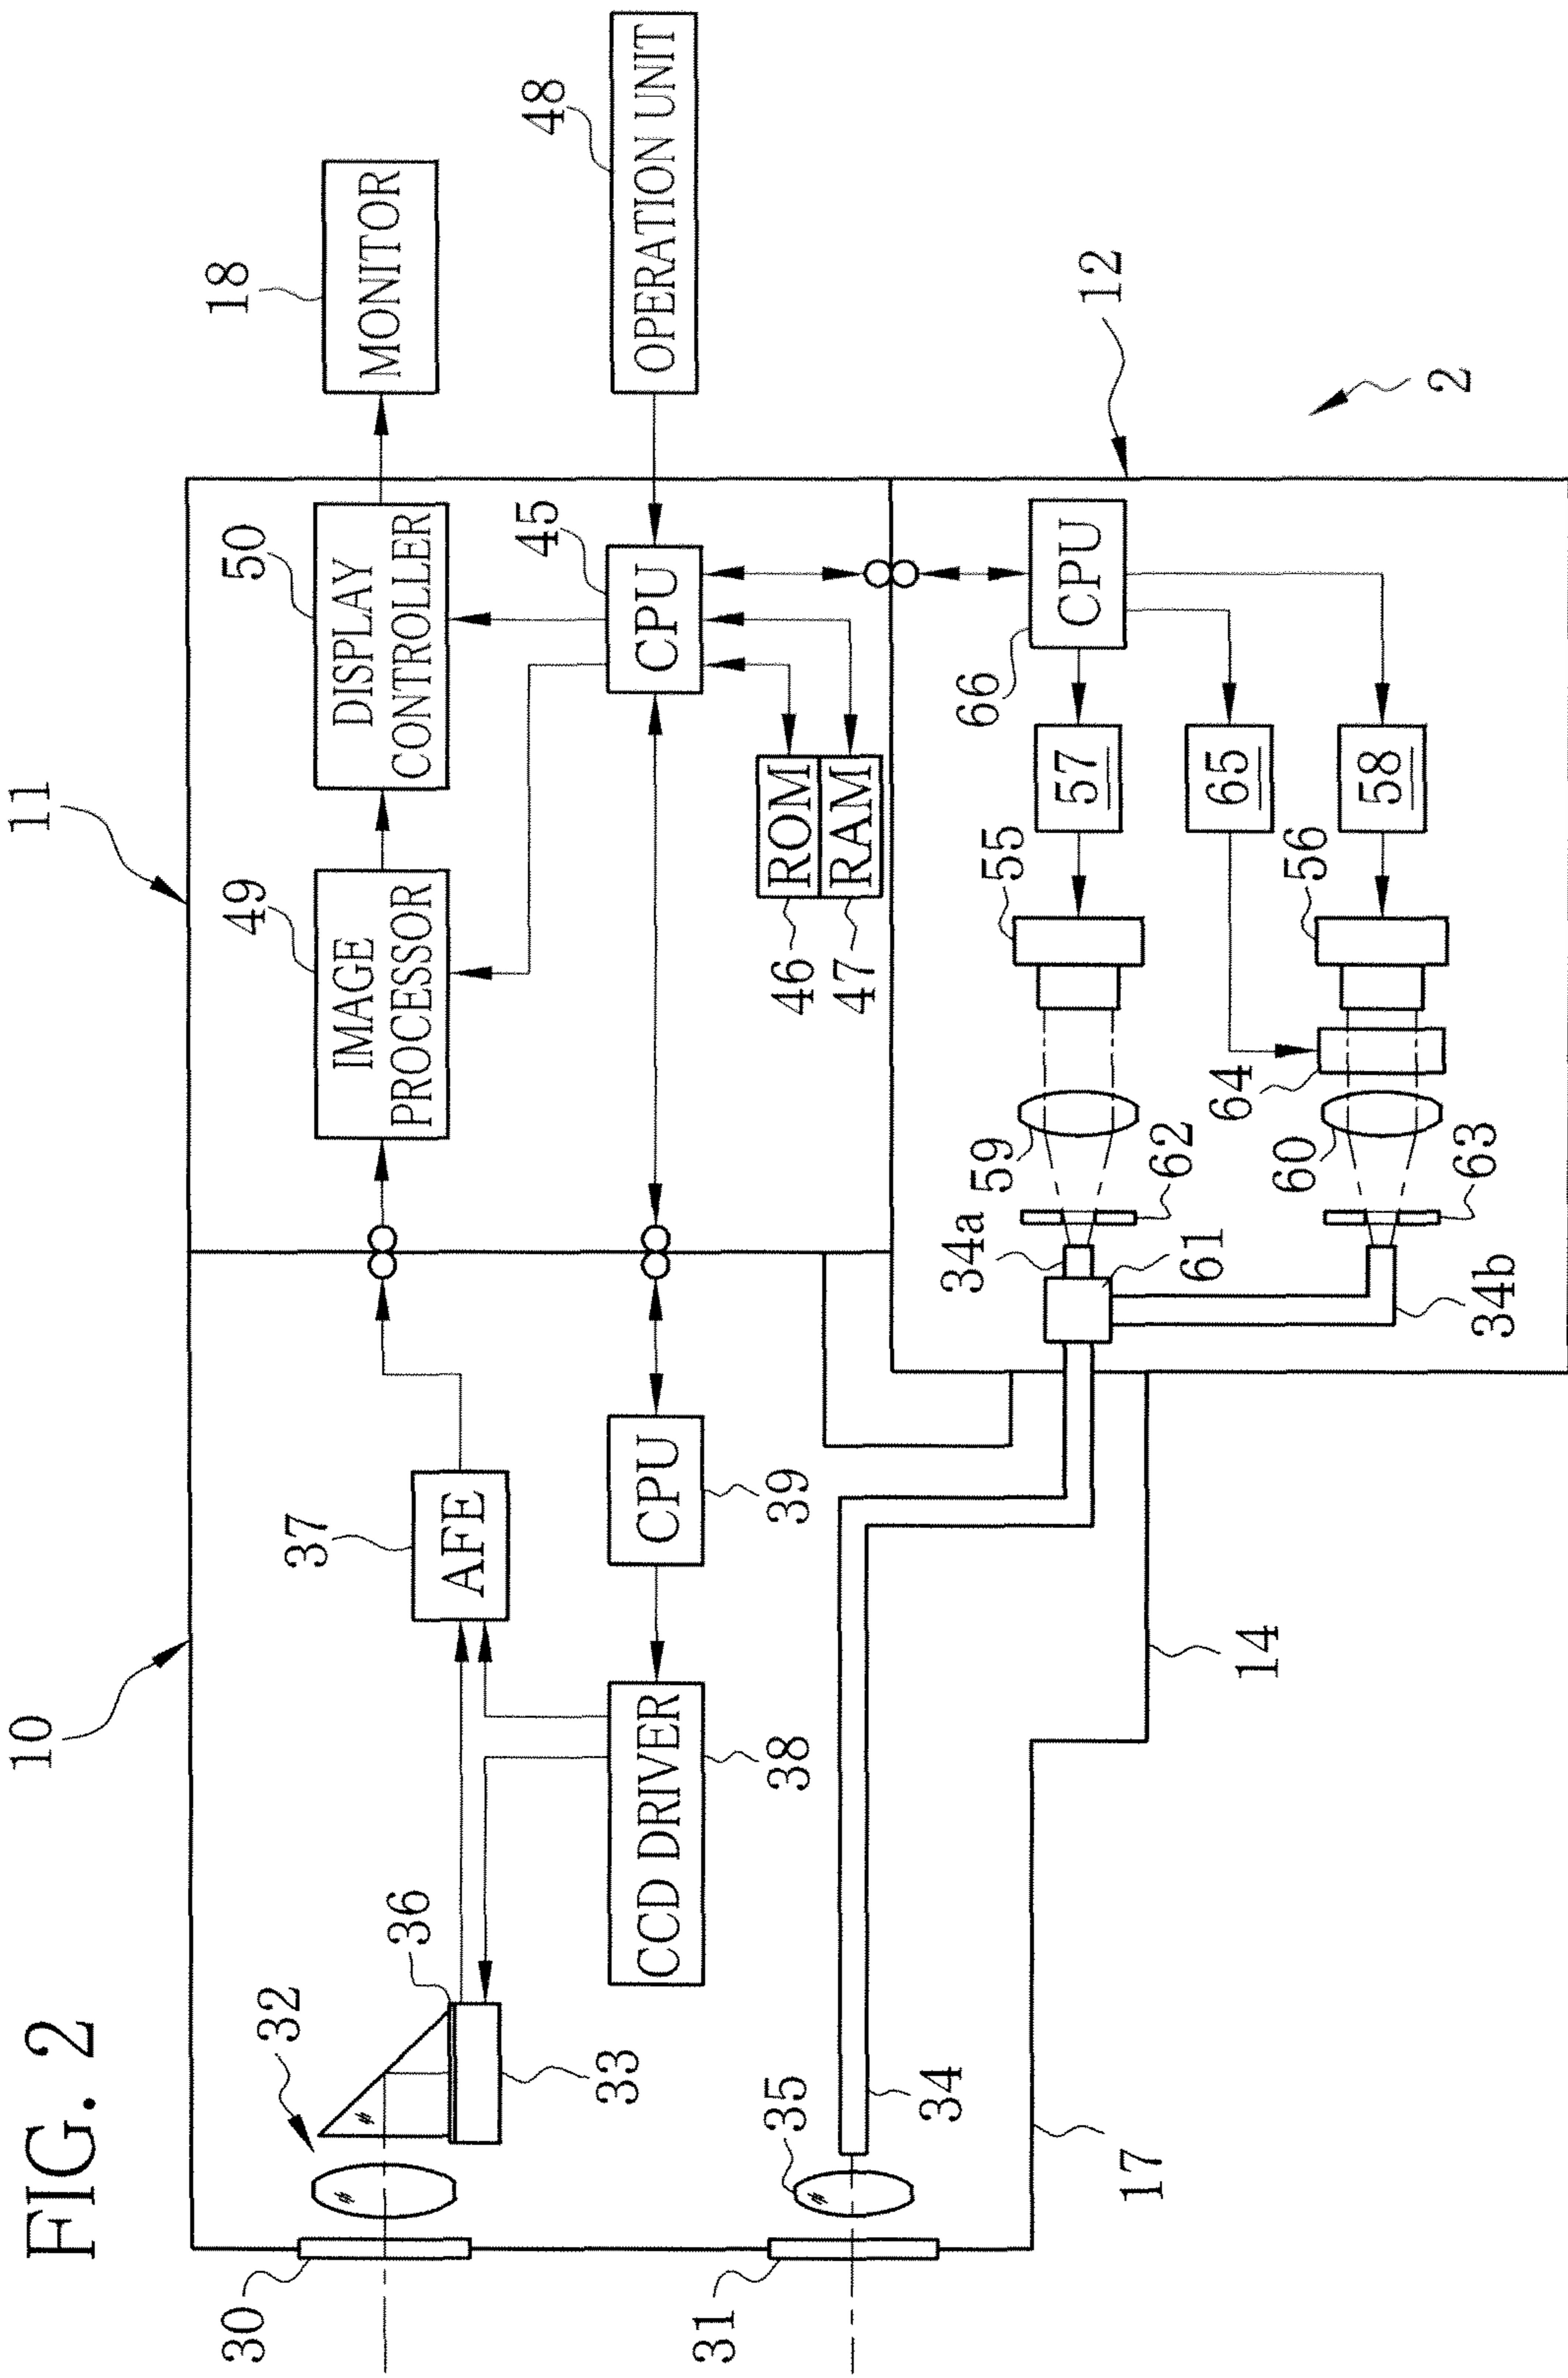 FIG. 2
10
11
18
MONITOR
50
DISPLAY
CONTROLLER
49
IMAGE
PROCESSOR
48
OPERATION UNIT
45
CPU
37
AFE
36
32
30
33
CPU
39
CCD DRIVER
38
ROM
RAM
46
47
12
2
CPU
66
57
65
58
55
56
64
59
60
62
63
34a
61
34b
35
34
31
14
17